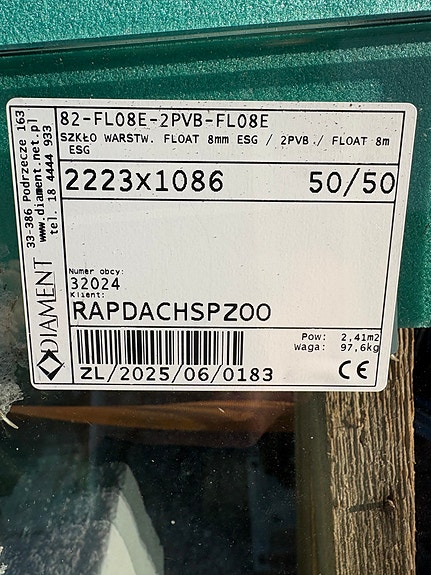 82-FL08E-2PVB-FL08E
SZKŁO WARSTW. FLOAT 8mm ESG / 2PVB / FLOAT 8m
ESG
2223x1086 50/50
Numer obcy:
32024
Klient:
RAPDACHSPZOO
Pow: 2,41m2
Waga: 97,6kg
ZL/2025/06/0183
CE
DIAMENT
33-386 Podrzecze 163
www.diament.net.pl
tel. 18 4444 933